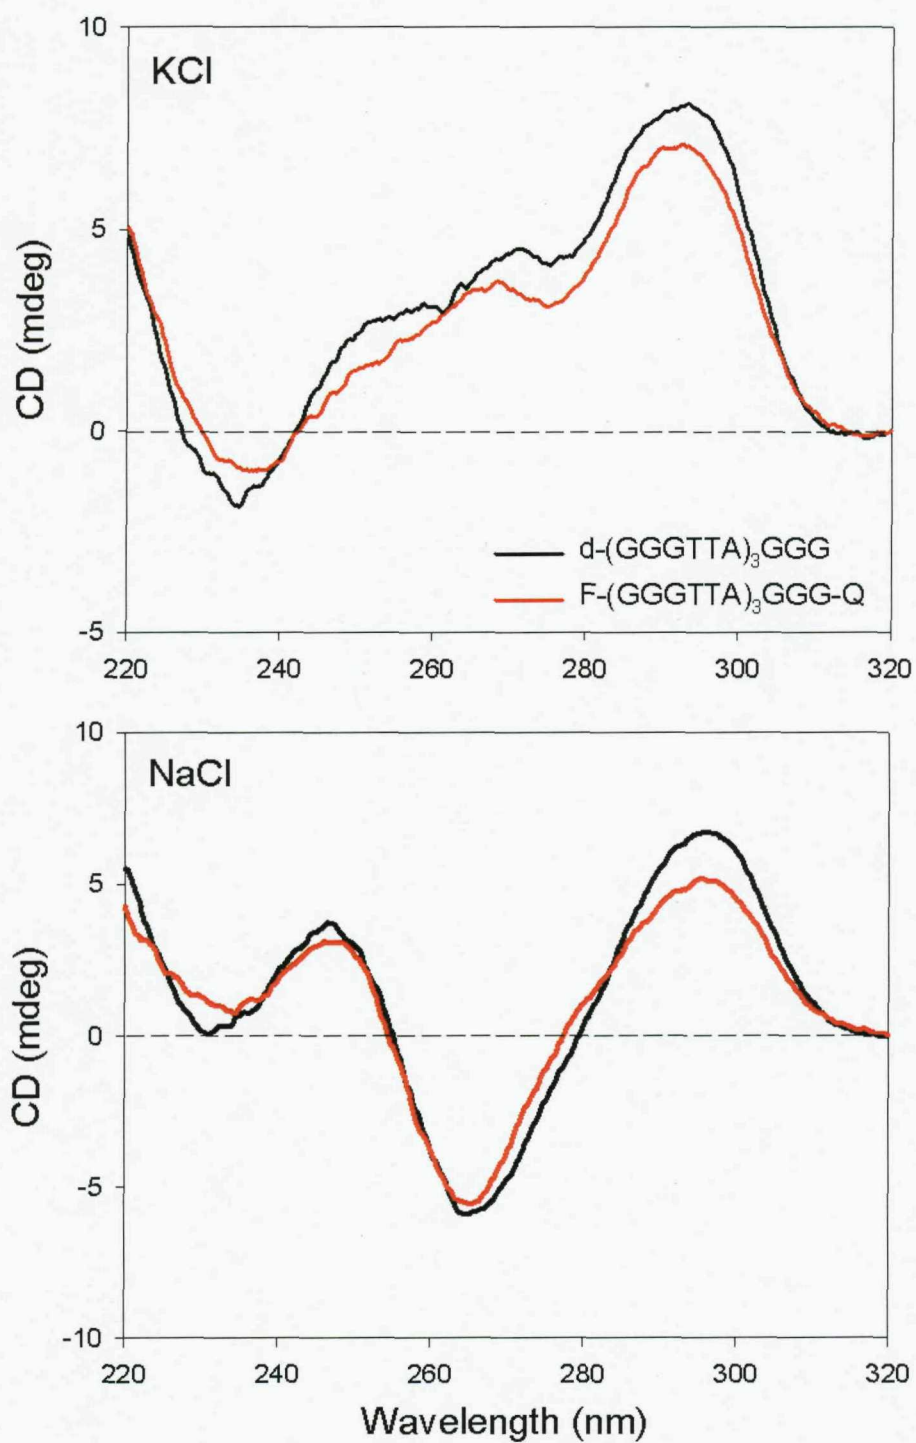 10
KCl
5
CD (mdeg)
0
d-(GGGTTA)₃GGG
F-(GGGTTA)₃GGG-Q
-5
220 240 260 280 300 320
10
NaCl
5
CD (mdeg)
0
-5
-10
220 240 260 280 300 320
Wavelength (nm)